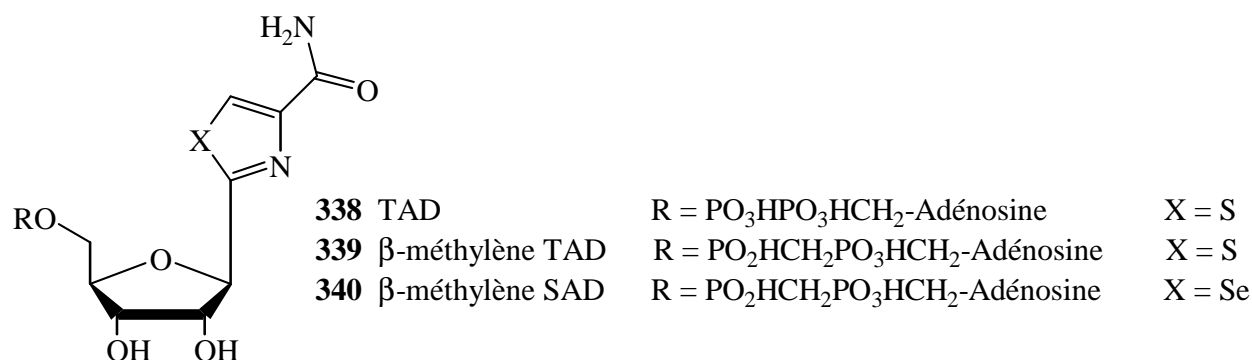 H₂N
O
X
N
RO
O
OH OH
338 TAD R = PO₃HPO₃HCH₂-Adénosine X = S
339 β-méthylène TAD R = PO₂HCH₂PO₃HCH₂-Adénosine X = S
340 β-méthylène SAD R = PO₂HCH₂PO₃HCH₂-Adénosine X = Se